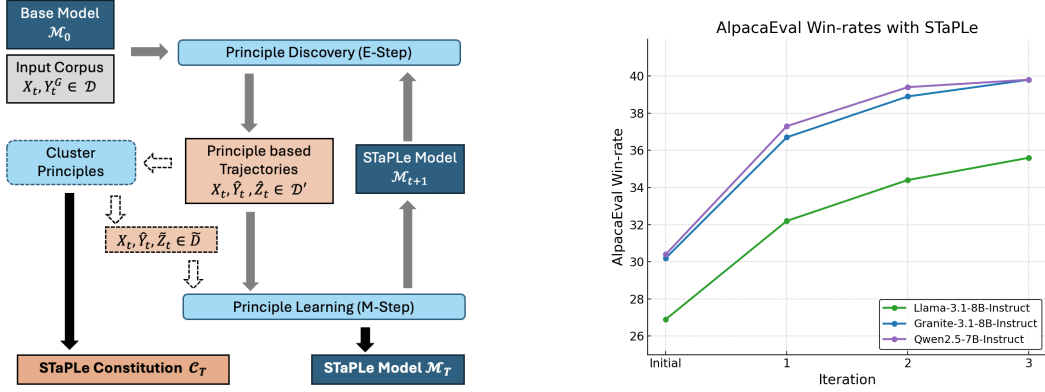 Base Model
ℳ₀
Input Corpus
Xₜ, Yₜᴳ ∈ 𝒟
Principle Discovery (E-Step)
Cluster
Principles
Principle based
Trajectories
Xₜ, Ŷₜ , Ẑₜ ∈ 𝒟′
STaPLe Model
ℳₜ₊₁
Xₜ, Ŷₜ, Z̃ₜ ∈ D̃
Principle Learning (M-Step)
STaPLe Constitution 𝒞_T
STaPLe Model ℳ_T
AlpacaEval Win-rates with STaPLe
AlpacaEval Win-rate
40
38
36
34
32
30
28
26
Llama-3.1-8B-Instruct
Granite-3.1-8B-Instruct
Qwen2.5-7B-Instruct
Initial
1
2
3
Iteration